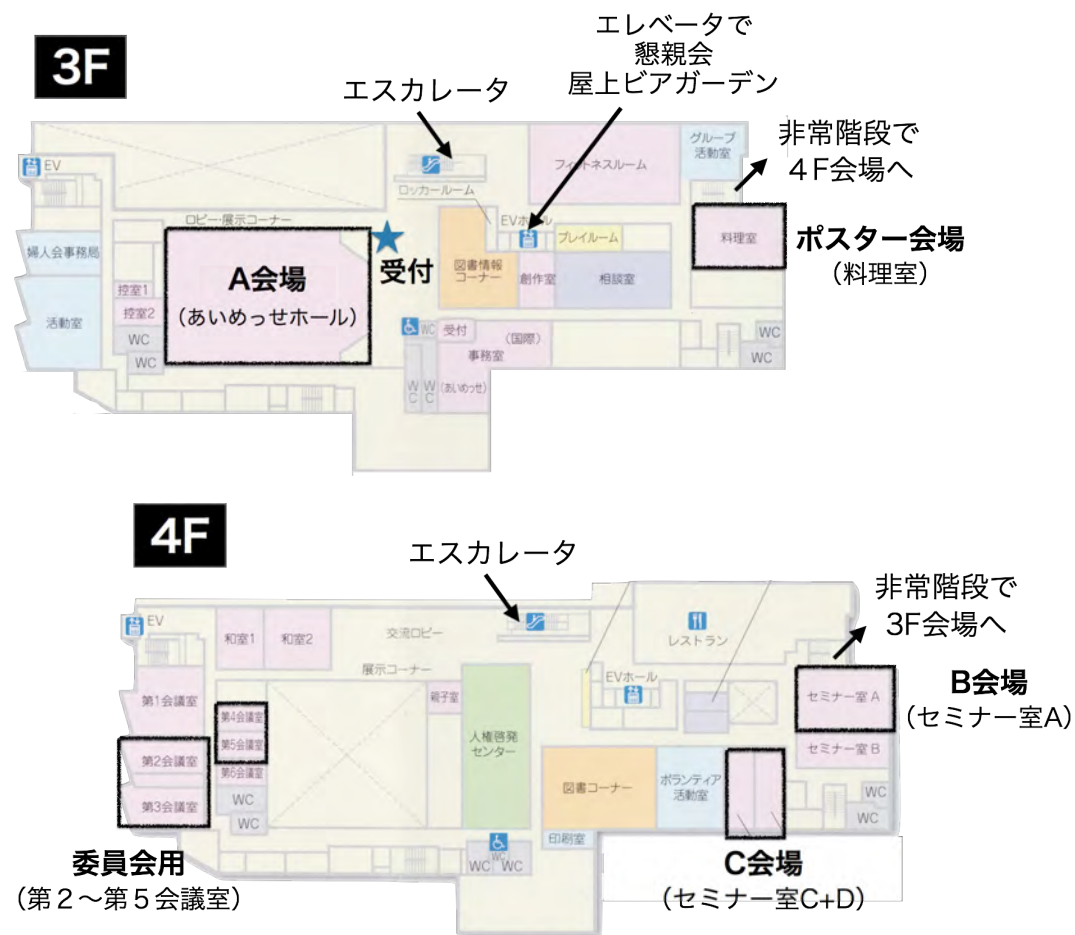 3F
エレベータで
懇親会
屋上ビアガーデン
エスカレータ
非常階段で
4F会場へ
EV
フィットネスルーム
グループ
活動室
ロッカールーム
ロビー・展示コーナー
EVホール
プレイルーム
料理室
ポスター会場
（料理室）
受付
婦人会事務局
A会場
（あいめっせホール）
図書情報
コーナー
創作室
相談室
控室1
控室2
活動室
WC
WC
WC
受付
（国際）
事務室
（あいめっせ）
WC
WC
WC
WC
4F
エスカレータ
非常階段で
3F会場へ
EV
和室1
和室2
交流ロビー
レストラン
展示コーナー
EVホール
第1会議室
第4会議室
第5会議室
第6会議室
親子室
セミナー室 A
B会場
（セミナー室A）
セミナー室 B
人権啓発
センター
第2会議室
第3会議室
WC
WC
図書コーナー
ボランティア
活動室
WC
WC
印刷室
WC
WC
WC
委員会用
（第２〜第５会議室）
C会場
（セミナー室C+D）